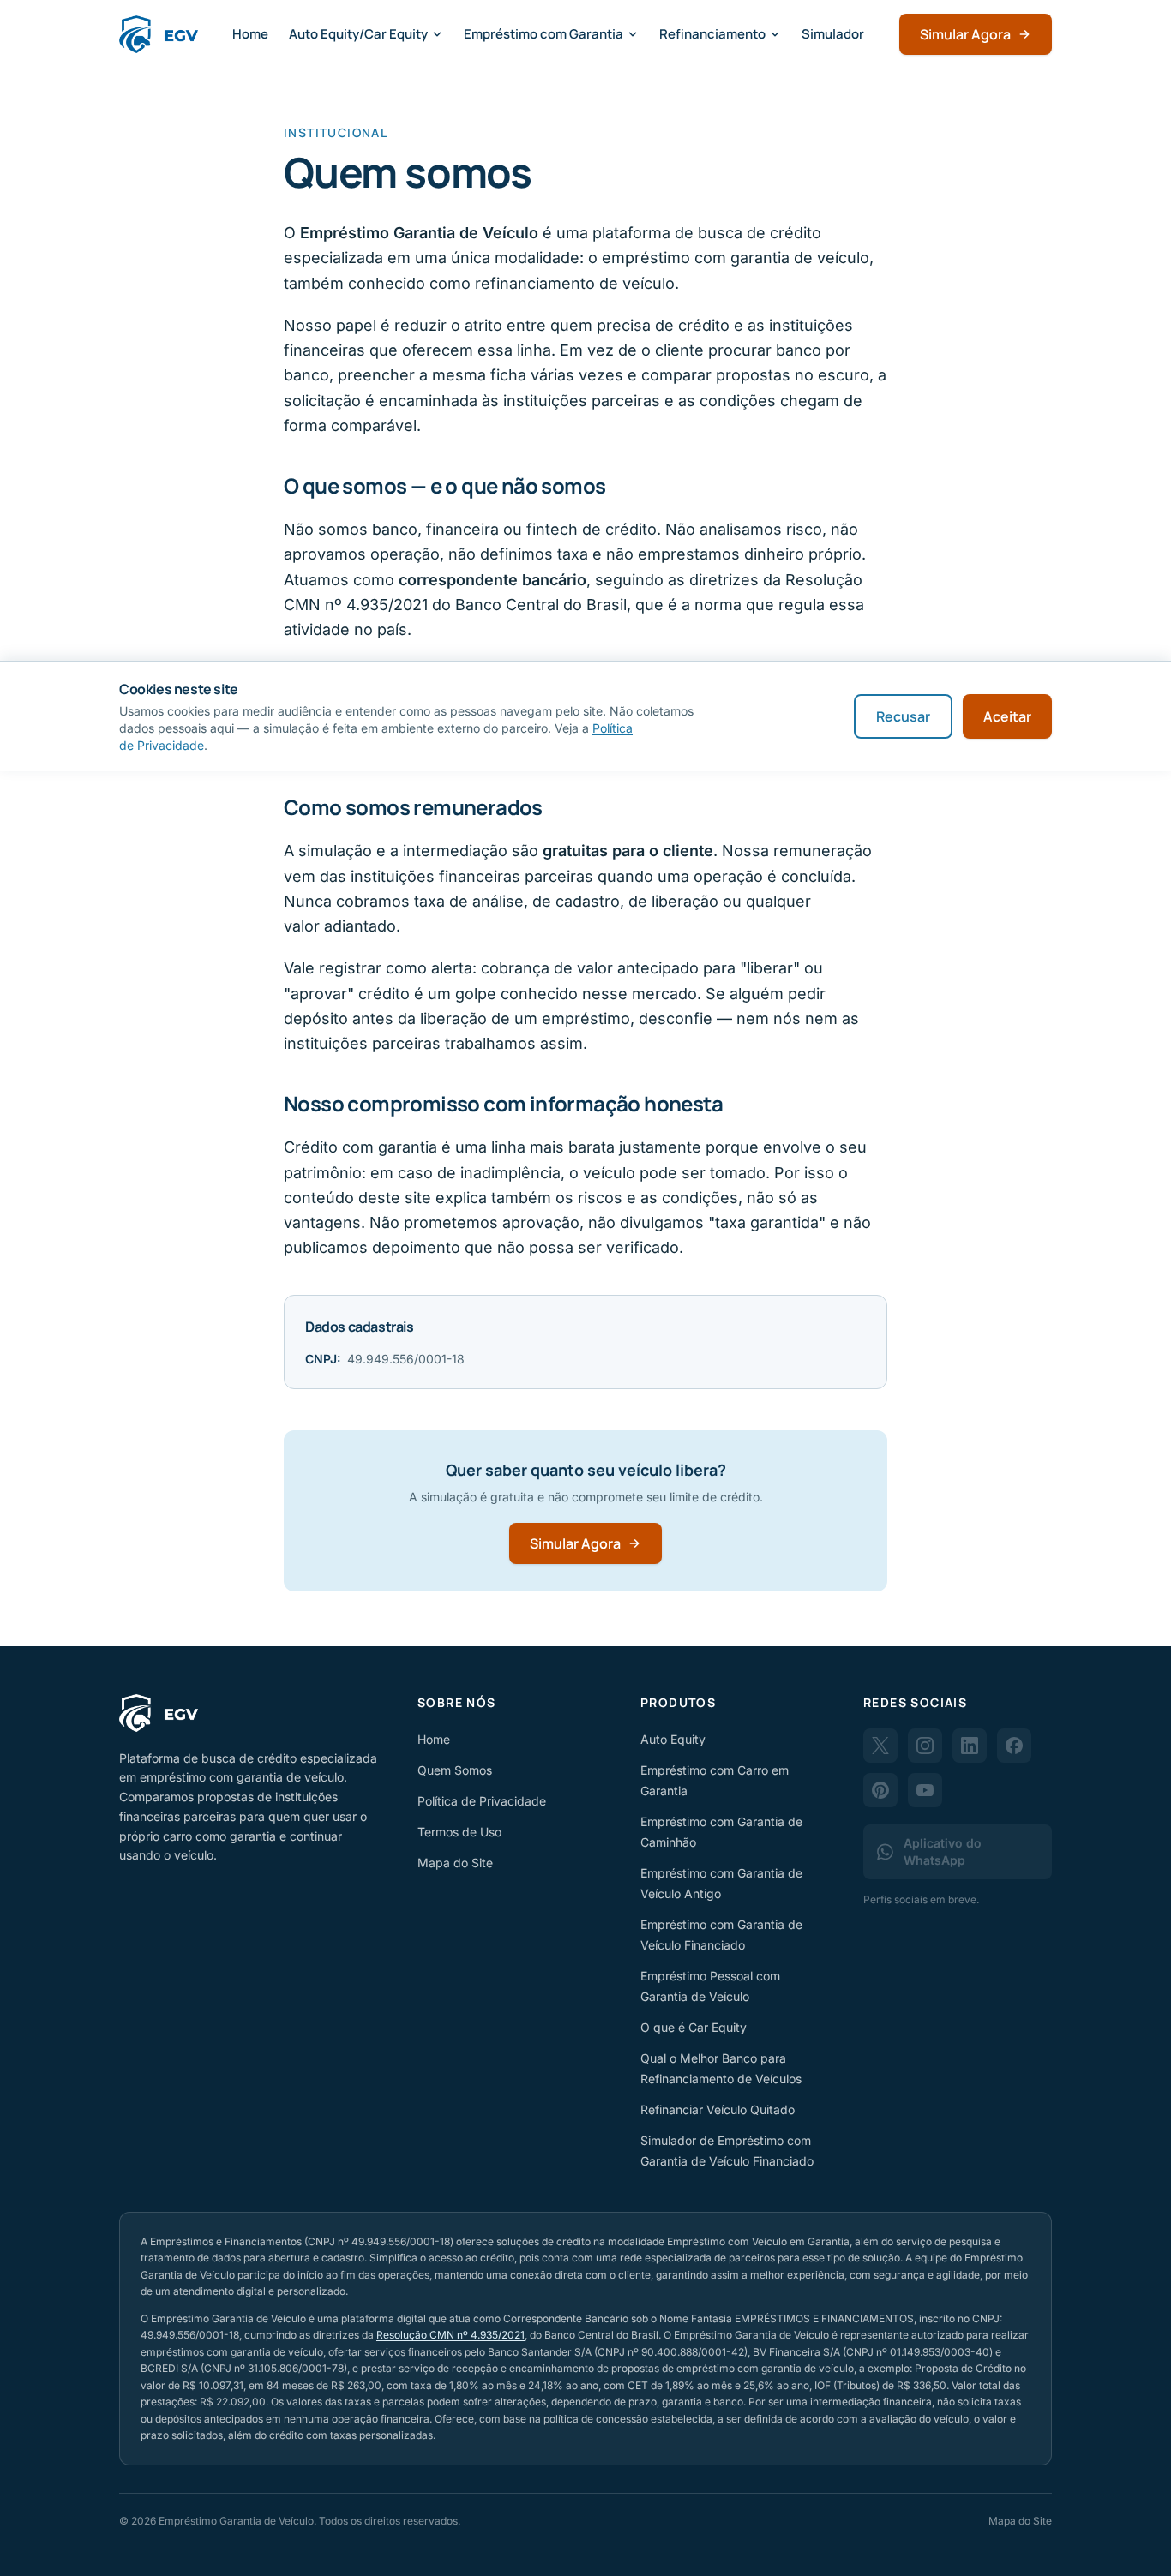 EGV
Home
Auto Equity/Car Equity
Empréstimo com Garantia
Refinanciamento
Simulador
Simular Agora
INSTITUCIONAL
Quem somos
O Empréstimo Garantia de Veículo é uma plataforma de busca de crédito
especializada em uma única modalidade: o empréstimo com garantia de veículo,
também conhecido como refinanciamento de veículo.
Nosso papel é reduzir o atrito entre quem precisa de crédito e as instituições
financeiras que oferecem essa linha. Em vez de o cliente procurar banco por
banco, preencher a mesma ficha várias vezes e comparar propostas no escuro, a
solicitação é encaminhada às instituições parceiras e as condições chegam de
forma comparável.
O que somos — e o que não somos
Não somos banco, financeira ou fintech de crédito. Não analisamos risco, não
aprovamos operação, não definimos taxa e não emprestamos dinheiro próprio.
Atuamos como correspondente bancário, seguindo as diretrizes da Resolução
CMN nº 4.935/2021 do Banco Central do Brasil, que é a norma que regula essa
atividade no país.
Cookies neste site
Usamos cookies para medir audiência e entender como as pessoas navegam pelo site. Não coletamos
dados pessoais aqui — a simulação é feita em ambiente externo do parceiro. Veja a Política
de Privacidade.
Recusar
Aceitar
Como somos remunerados
A simulação e a intermediação são gratuitas para o cliente. Nossa remuneração
vem das instituições financeiras parceiras quando uma operação é concluída.
Nunca cobramos taxa de análise, de cadastro, de liberação ou qualquer
valor adiantado.
Vale registrar como alerta: cobrança de valor antecipado para "liberar" ou
"aprovar" crédito é um golpe conhecido nesse mercado. Se alguém pedir
depósito antes da liberação de um empréstimo, desconfie — nem nós nem as
instituições parceiras trabalhamos assim.
Nosso compromisso com informação honesta
Crédito com garantia é uma linha mais barata justamente porque envolve o seu
patrimônio: em caso de inadimplência, o veículo pode ser tomado. Por isso o
conteúdo deste site explica também os riscos e as condições, não só as
vantagens. Não prometemos aprovação, não divulgamos "taxa garantida" e não
publicamos depoimento que não possa ser verificado.
Dados cadastrais
CNPJ: 49.949.556/0001-18
Quer saber quanto seu veículo libera?
A simulação é gratuita e não compromete seu limite de crédito.
Simular Agora
EGV
Plataforma de busca de crédito especializada
em empréstimo com garantia de veículo.
Comparamos propostas de instituições
financeiras parceiras para quem quer usar o
próprio carro como garantia e continuar
usando o veículo.
SOBRE NÓS
Home
Quem Somos
Política de Privacidade
Termos de Uso
Mapa do Site
PRODUTOS
Auto Equity
Empréstimo com Carro em
Garantia
Empréstimo com Garantia de
Caminhão
Empréstimo com Garantia de
Veículo Antigo
Empréstimo com Garantia de
Veículo Financiado
Empréstimo Pessoal com
Garantia de Veículo
O que é Car Equity
Qual o Melhor Banco para
Refinanciamento de Veículos
Refinanciar Veículo Quitado
Simulador de Empréstimo com
Garantia de Veículo Financiado
REDES SOCIAIS
Aplicativo do
WhatsApp
Perfis sociais em breve.
A Empréstimos e Financiamentos (CNPJ nº 49.949.556/0001-18) oferece soluções de crédito na modalidade Empréstimo com Veículo em Garantia, além do serviço de pesquisa e
tratamento de dados para abertura e cadastro. Simplifica o acesso ao crédito, pois conta com uma rede especializada de parceiros para esse tipo de solução. A equipe do Empréstimo
Garantia de Veículo participa do início ao fim das operações, mantendo uma conexão direta com o cliente, garantindo assim a melhor experiência, com segurança e agilidade, por meio
de um atendimento digital e personalizado.
O Empréstimo Garantia de Veículo é uma plataforma digital que atua como Correspondente Bancário sob o Nome Fantasia EMPRÉSTIMOS E FINANCIAMENTOS, inscrito no CNPJ:
49.949.556/0001-18, cumprindo as diretrizes da Resolução CMN nº 4.935/2021, do Banco Central do Brasil. O Empréstimo Garantia de Veículo é representante autorizado para realizar
empréstimos com garantia de veículo, ofertar serviços financeiros pelo Banco Santander S/A (CNPJ nº 90.400.888/0001-42), BV Financeira S/A (CNPJ nº 01.149.953/0003-40) e
BCREDI S/A (CNPJ nº 31.105.806/0001-78), e prestar serviço de recepção e encaminhamento de propostas de empréstimo com garantia de veículo, a exemplo: Proposta de Crédito no
valor de R$ 10.097,31, em 84 meses de R$ 263,00, com taxa de 1,80% ao mês e 24,18% ao ano, com CET de 1,89% ao mês e 25,6% ao ano, IOF (Tributos) de R$ 336,50. Valor total das
prestações: R$ 22.092,00. Os valores das taxas e parcelas podem sofrer alterações, dependendo de prazo, garantia e banco. Por ser uma intermediação financeira, não solicita taxas
ou depósitos antecipados em nenhuma operação financeira. Oferece, com base na política de concessão estabelecida, a ser definida de acordo com a avaliação do veículo, o valor e
prazo solicitados, além do crédito com taxas personalizadas.
© 2026 Empréstimo Garantia de Veículo. Todos os direitos reservados.
Mapa do Site